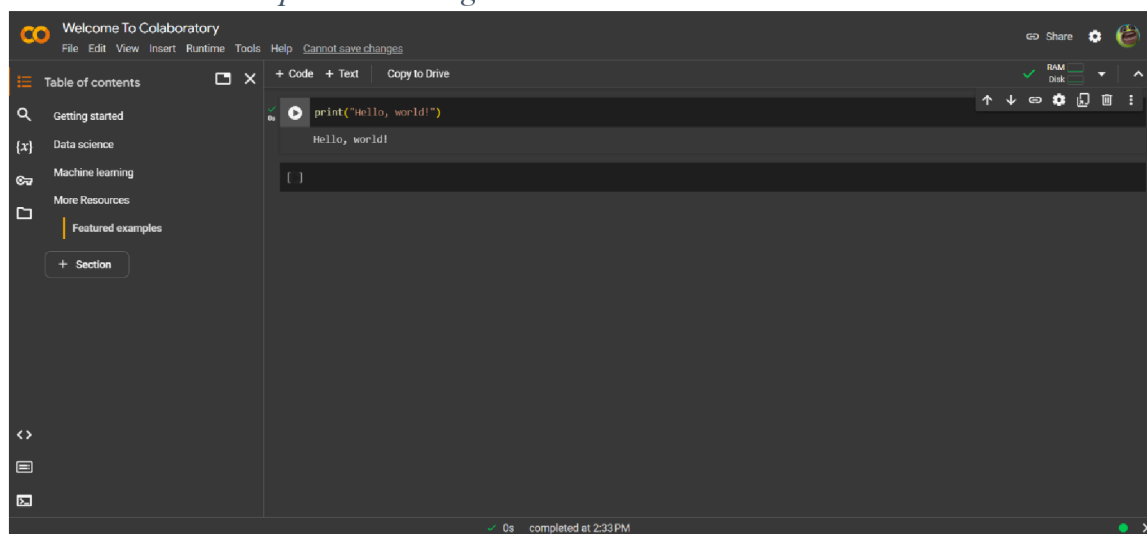 Welcome To Colaboratory
File Edit View Insert Runtime Tools Help Cannot save changes
Share
Table of contents
+ Code + Text Copy to Drive
RAM
Disk
Getting started
Data science
Machine learning
More Resources
Featured examples
+ Section
0s
print("Hello, world!")
Hello, world!
[ ]
{x}
0s completed at 2:33 PM